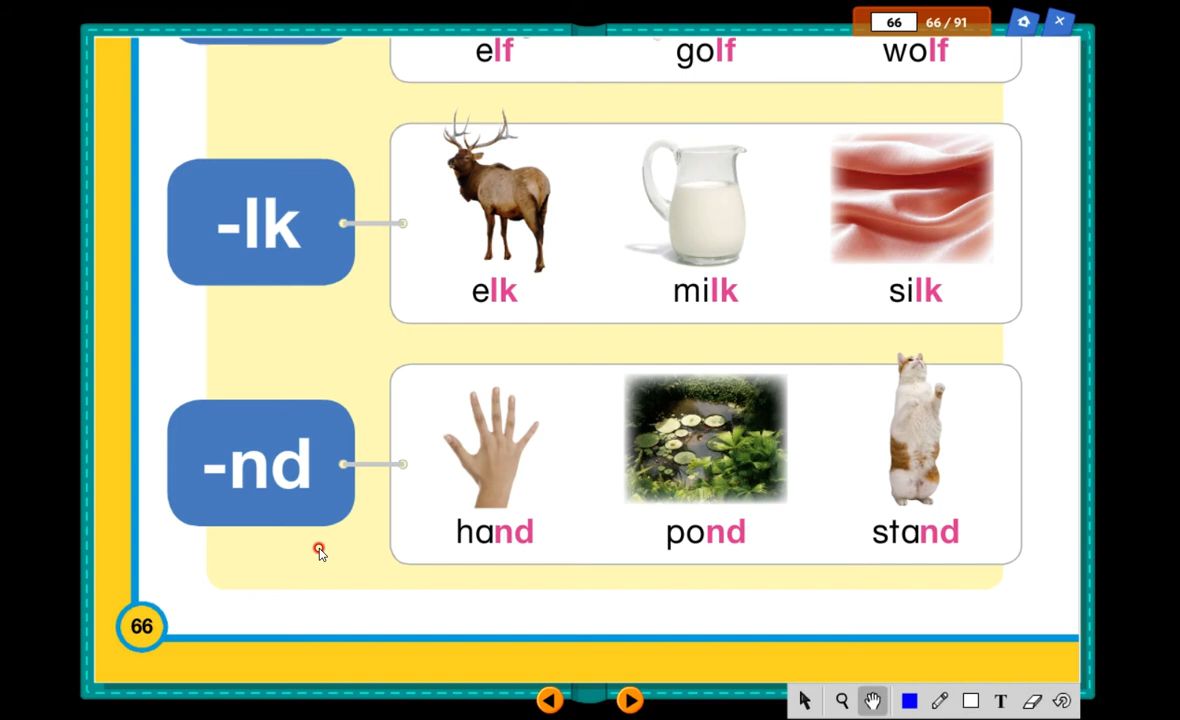 66 66 / 91
elf golf wolf
-lk
elk milk silk
-nd
hand pond stand
66
T